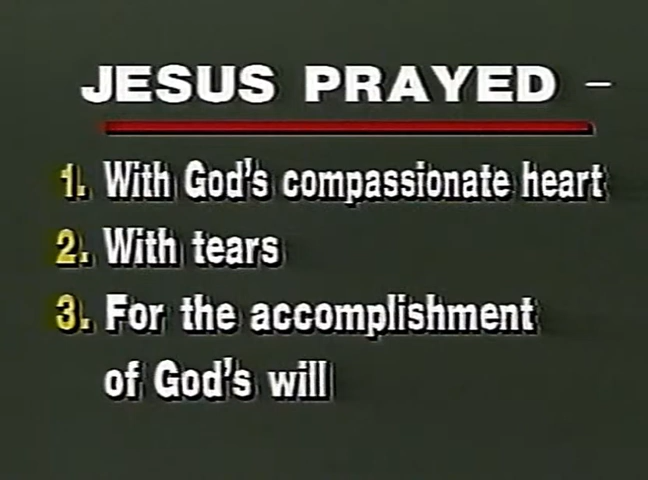 JESUS PRAYED –
1. With God's compassionate heart
2. With tears
3. For the accomplishment
of God's will